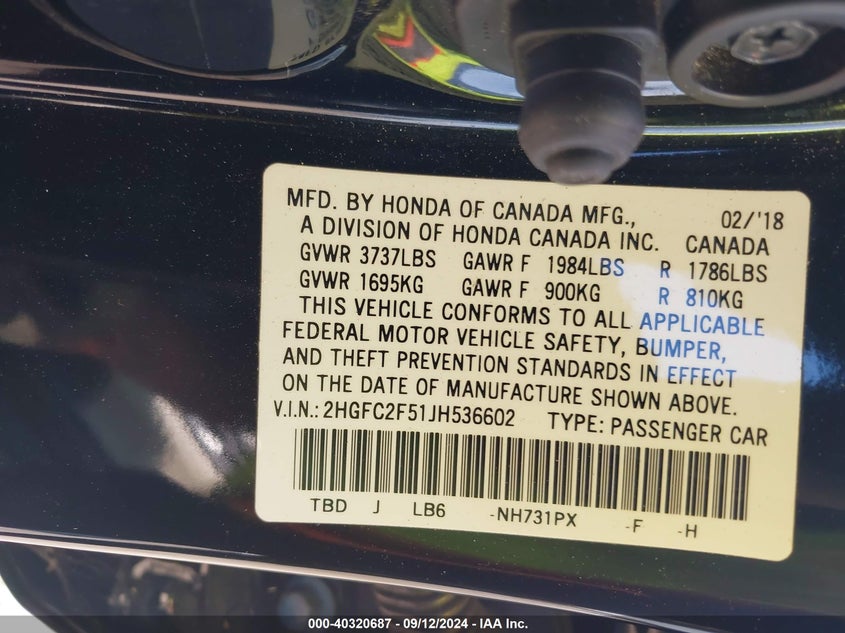 MFD. BY HONDA OF CANADA MFG., 02/'18
A DIVISION OF HONDA CANADA INC. CANADA
GVWR 3737LBS GAWR F 1984LBS R 1786LBS
GVWR 1695KG GAWR F 900KG R 810KG
THIS VEHICLE CONFORMS TO ALL APPLICABLE
FEDERAL MOTOR VEHICLE SAFETY, BUMPER,
AND THEFT PREVENTION STANDARDS IN EFFECT
ON THE DATE OF MANUFACTURE SHOWN ABOVE.
V.I.N.: 2HGFC2F51JH536602 TYPE: PASSENGER CAR
TBD J LB6 -NH731PX -F -H
000-40320687 - 09/12/2024 - IAA Inc.